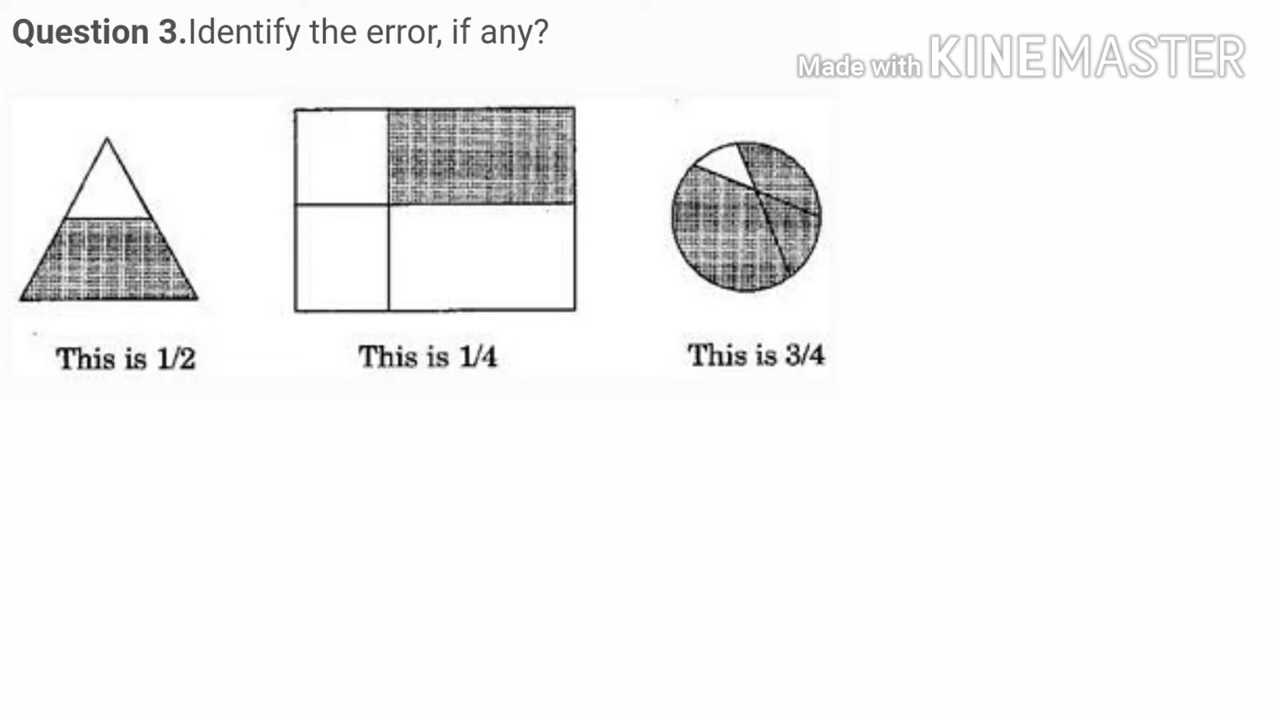 Question 3.Identify the error, if any?
Made with KINEMASTER
This is 1/2
This is 1/4
This is 3/4